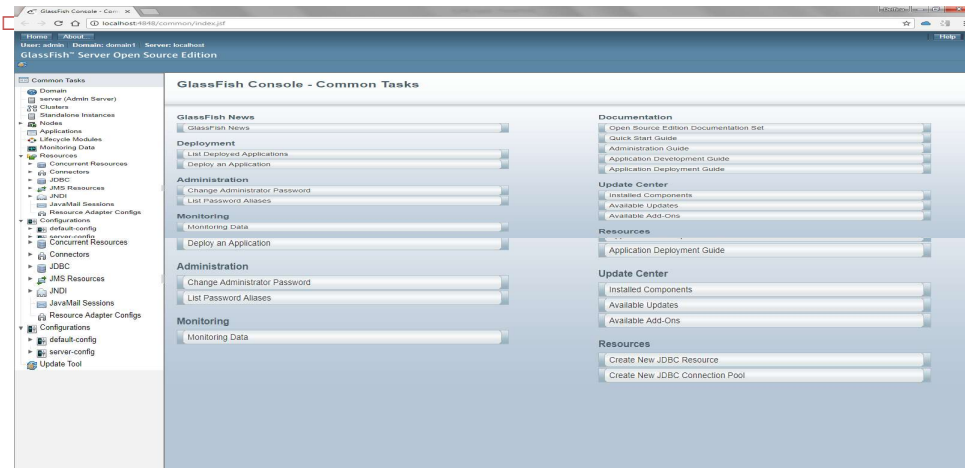 GlassFish Console - Com
localhost:4848/common/index.jsf
Home About...
Help
User: admin Domain: domain1 Server: localhost
GlassFish™ Server Open Source Edition
Common Tasks
Domain
server (Admin Server)
Clusters
Standalone Instances
Nodes
Applications
Lifecycle Modules
Monitoring Data
Resources
Concurrent Resources
Connectors
JDBC
JMS Resources
JNDI
JavaMail Sessions
Resource Adapter Configs
Configurations
default-config
server-config
Concurrent Resources
Connectors
JDBC
JMS Resources
JNDI
JavaMail Sessions
Resource Adapter Configs
Configurations
default-config
server-config
Update Tool
GlassFish Console - Common Tasks
GlassFish News
GlassFish News
Deployment
List Deployed Applications
Deploy an Application
Administration
Change Administrator Password
List Password Aliases
Monitoring
Monitoring Data
Deploy an Application
Administration
Change Administrator Password
List Password Aliases
Monitoring
Monitoring Data
Documentation
Open Source Edition Documentation Set
Quick Start Guide
Administration Guide
Application Development Guide
Application Deployment Guide
Update Center
Installed Components
Available Updates
Available Add-Ons
Resources
Application Deployment Guide
Update Center
Installed Components
Available Updates
Available Add-Ons
Resources
Create New JDBC Resource
Create New JDBC Connection Pool